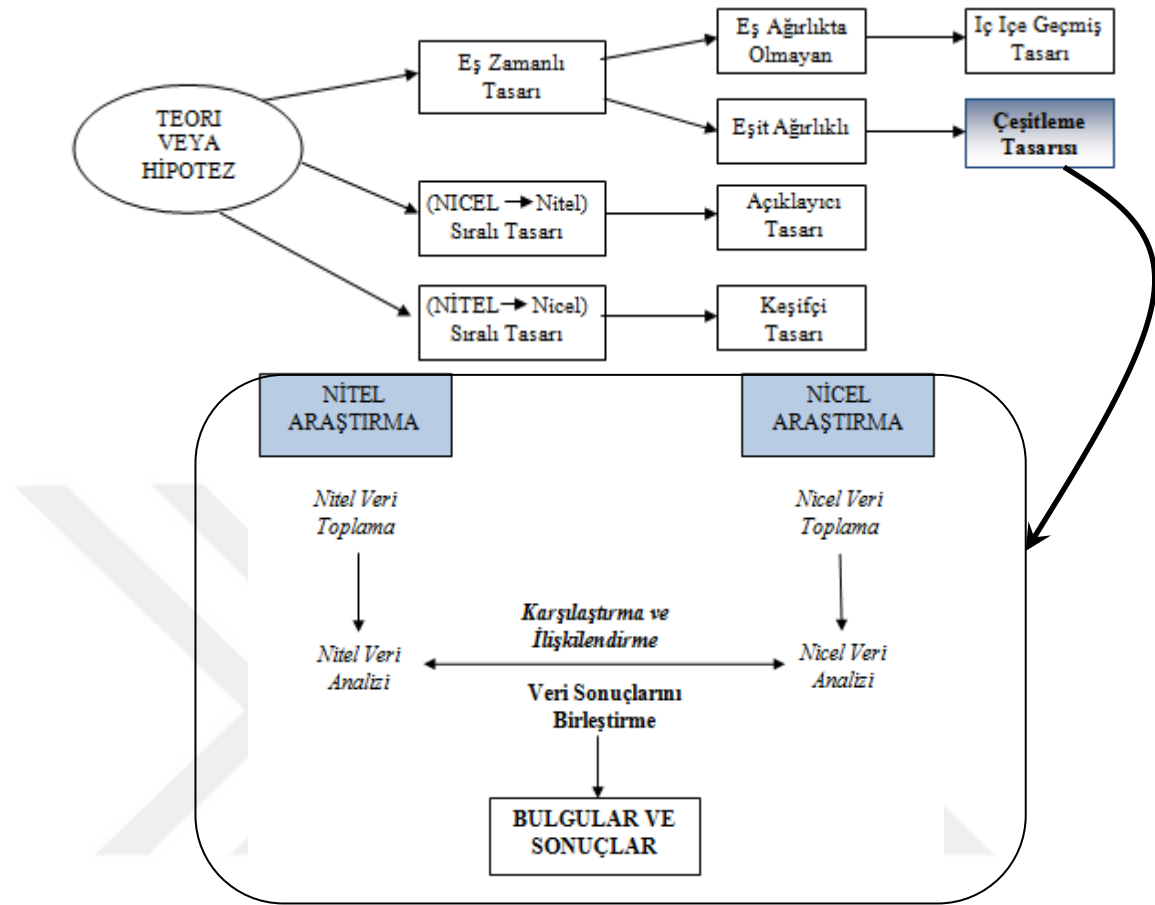 TEORI
VEYA
HİPOTEZ
Eş Zamanlı
Tasarı
Eş Ağırlıkta
Olmayan
İç İçe Geçmiş
Tasarı
Eşit Ağırlıklı
Çeşitleme
Tasarısı
(NICEL → Nitel)
Sıralı Tasarı
Açıklayıcı
Tasarı
(NİTEL → Nicel)
Sıralı Tasarı
Keşifçi
Tasarı
NİTEL
ARAŞTIRMA
NİCEL
ARAŞTIRMA
Nitel Veri
Toplama
Nicel Veri
Toplama
Karşılaştırma ve
İlişkilendirme
Nitel Veri
Analizi
Nicel Veri
Analizi
Veri Sonuçlarını
Birleştirme
BULGULAR VE
SONUÇLAR